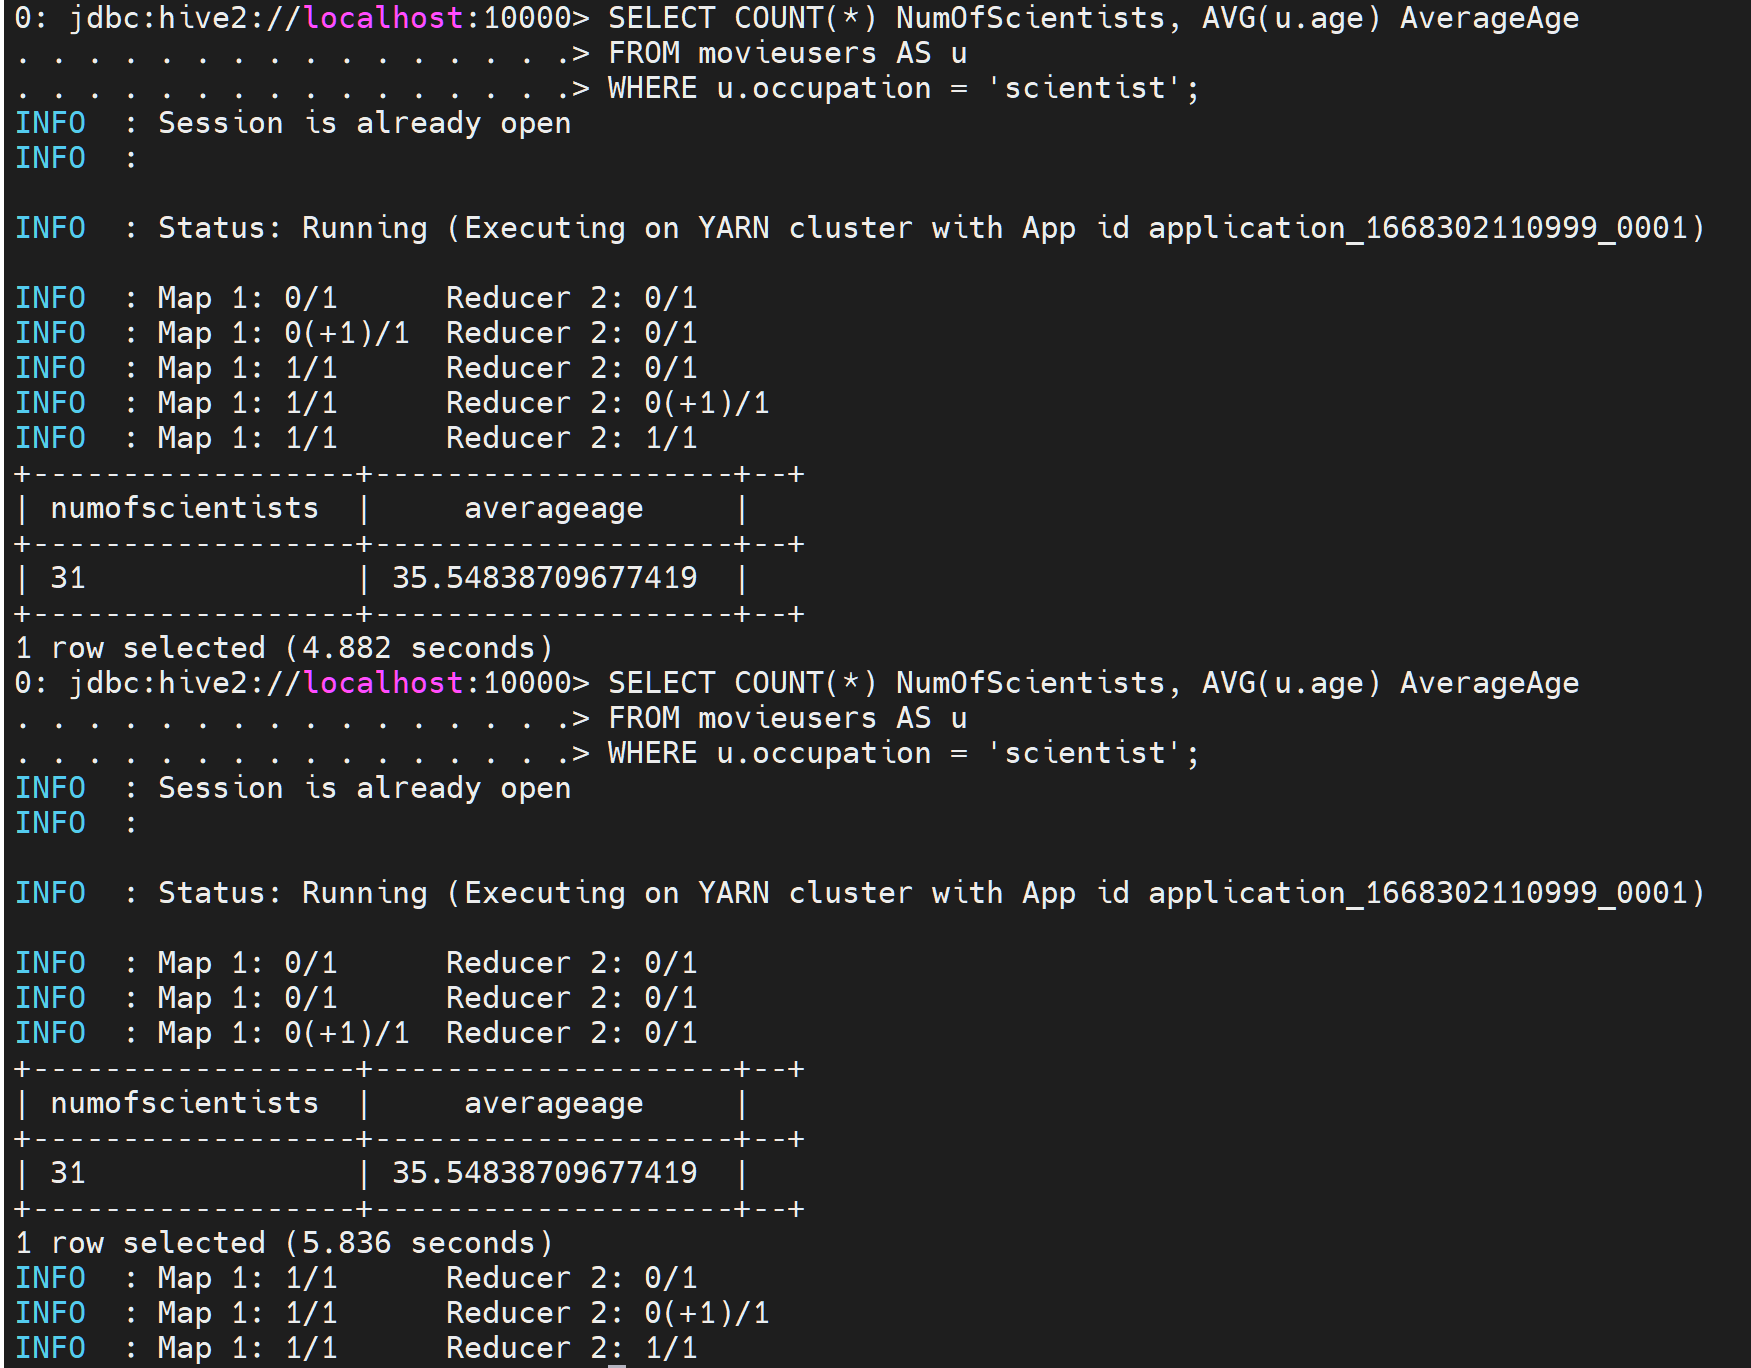 0: jdbc:hive2://localhost:10000> SELECT COUNT(*) NumOfScientists, AVG(u.age) AverageAge
. . . . . . . . . . . . . . . .> FROM movieusers AS u
. . . . . . . . . . . . . . . .> WHERE u.occupation = 'scientist';
INFO  : Session is already open
INFO  :
INFO  : Status: Running (Executing on YARN cluster with App id application_1668302110999_0001)
INFO  : Map 1: 0/1      Reducer 2: 0/1
INFO  : Map 1: 0(+1)/1  Reducer 2: 0/1
INFO  : Map 1: 1/1      Reducer 2: 0/1
INFO  : Map 1: 1/1      Reducer 2: 0(+1)/1
INFO  : Map 1: 1/1      Reducer 2: 1/1
+------------------+--------------------+--+
| numofscientists  |     averageage     |
+------------------+--------------------+--+
| 31               | 35.54838709677419  |
+------------------+--------------------+--+
1 row selected (4.882 seconds)
0: jdbc:hive2://localhost:10000> SELECT COUNT(*) NumOfScientists, AVG(u.age) AverageAge
. . . . . . . . . . . . . . . .> FROM movieusers AS u
. . . . . . . . . . . . . . . .> WHERE u.occupation = 'scientist';
INFO  : Session is already open
INFO  :
INFO  : Status: Running (Executing on YARN cluster with App id application_1668302110999_0001)
INFO  : Map 1: 0/1      Reducer 2: 0/1
INFO  : Map 1: 0/1      Reducer 2: 0/1
INFO  : Map 1: 0(+1)/1  Reducer 2: 0/1
+------------------+--------------------+--+
| numofscientists  |     averageage     |
+------------------+--------------------+--+
| 31               | 35.54838709677419  |
+------------------+--------------------+--+
1 row selected (5.836 seconds)
INFO  : Map 1: 1/1      Reducer 2: 0/1
INFO  : Map 1: 1/1      Reducer 2: 0(+1)/1
INFO  : Map 1: 1/1      Reducer 2: 1/1